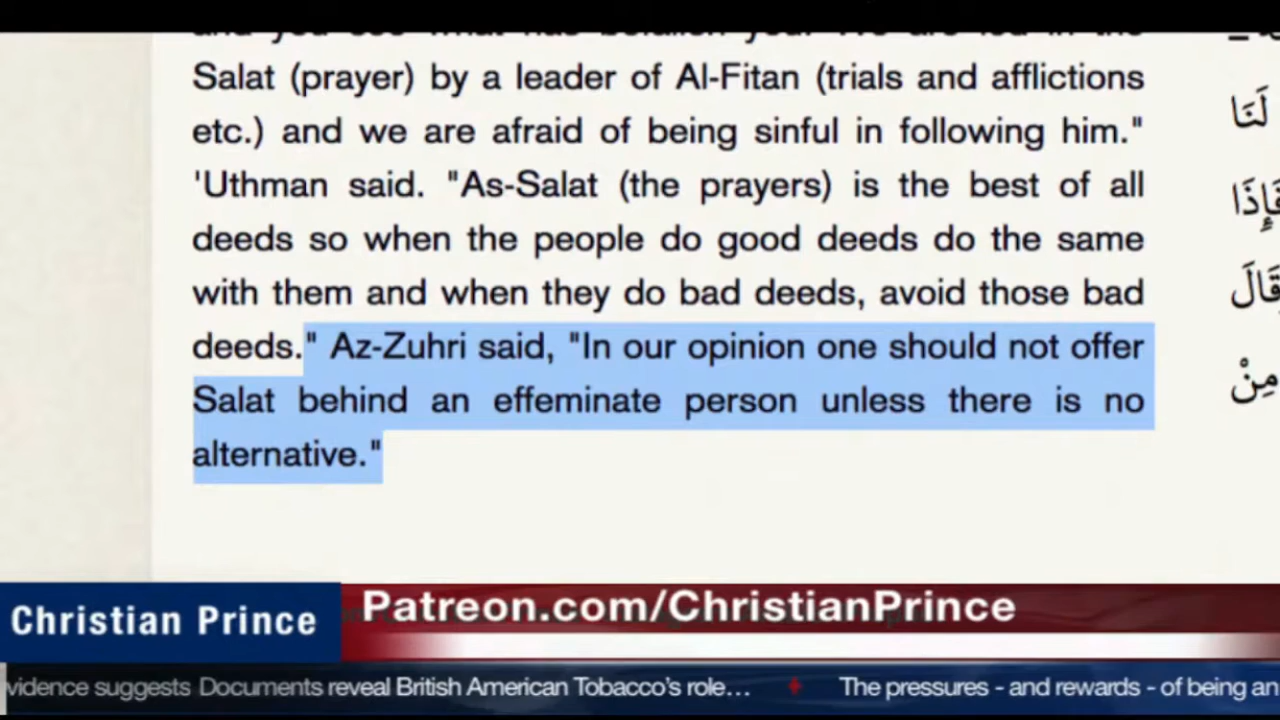 Salat (prayer) by a leader of Al-Fitan (trials and afflictions
etc.) and we are afraid of being sinful in following him."
'Uthman said. "As-Salat (the prayers) is the best of all
deeds so when the people do good deeds do the same
with them and when they do bad deeds, avoid those bad
deeds." Az-Zuhri said, "In our opinion one should not offer
Salat behind an effeminate person unless there is no
alternative."
لَنَا
فَإِذَا
قَالَ
مِنْ
Christian Prince
Patreon.com/ChristianPrince
vidence suggests Documents reveal British American Tobacco's role… The pressures - and rewards - of being an